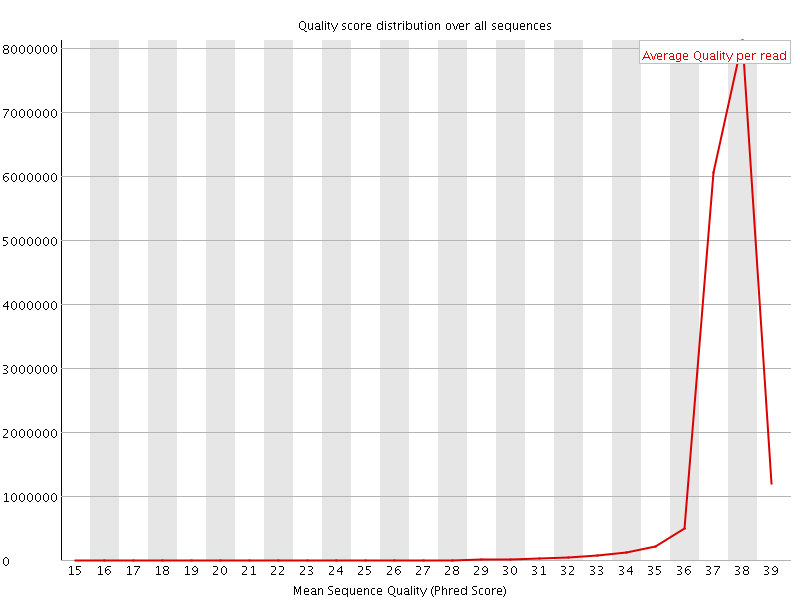 Quality score distribution over all sequences
Average Quality per read
8000000
7000000
6000000
5000000
4000000
3000000
2000000
1000000
0
15 16 17 18 19 20 21 22 23 24 25 26 27 28 29 30 31 32 33 34 35 36 37 38 39
Mean Sequence Quality (Phred Score)